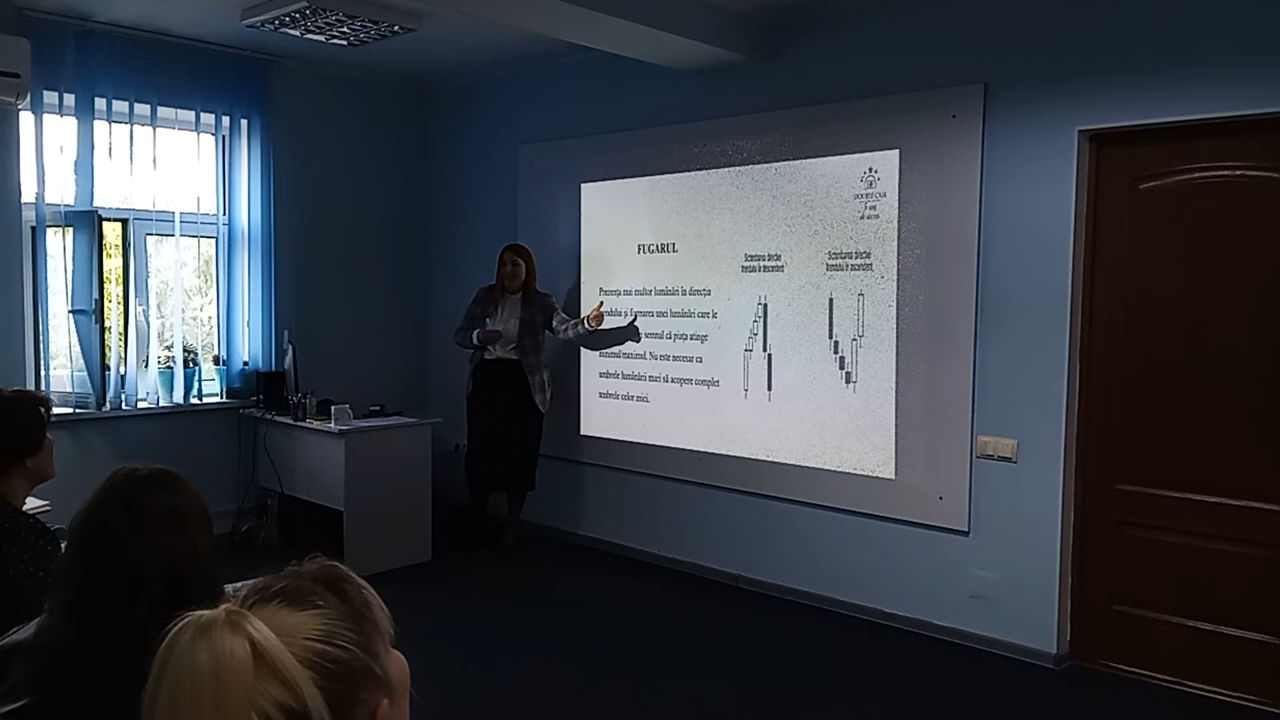 FUGARUL
Prezența mai multor lumânări în direcția
formarea unei lumânări care le
semnal că piața atinge
minimul/maximul. Nu este necesar ca
umbrele lumânării mari să acopere complet
umbrele celor mici.
Schimbarea direcției
trendului în descendent
Schimbarea direcției
trendului în ascendent